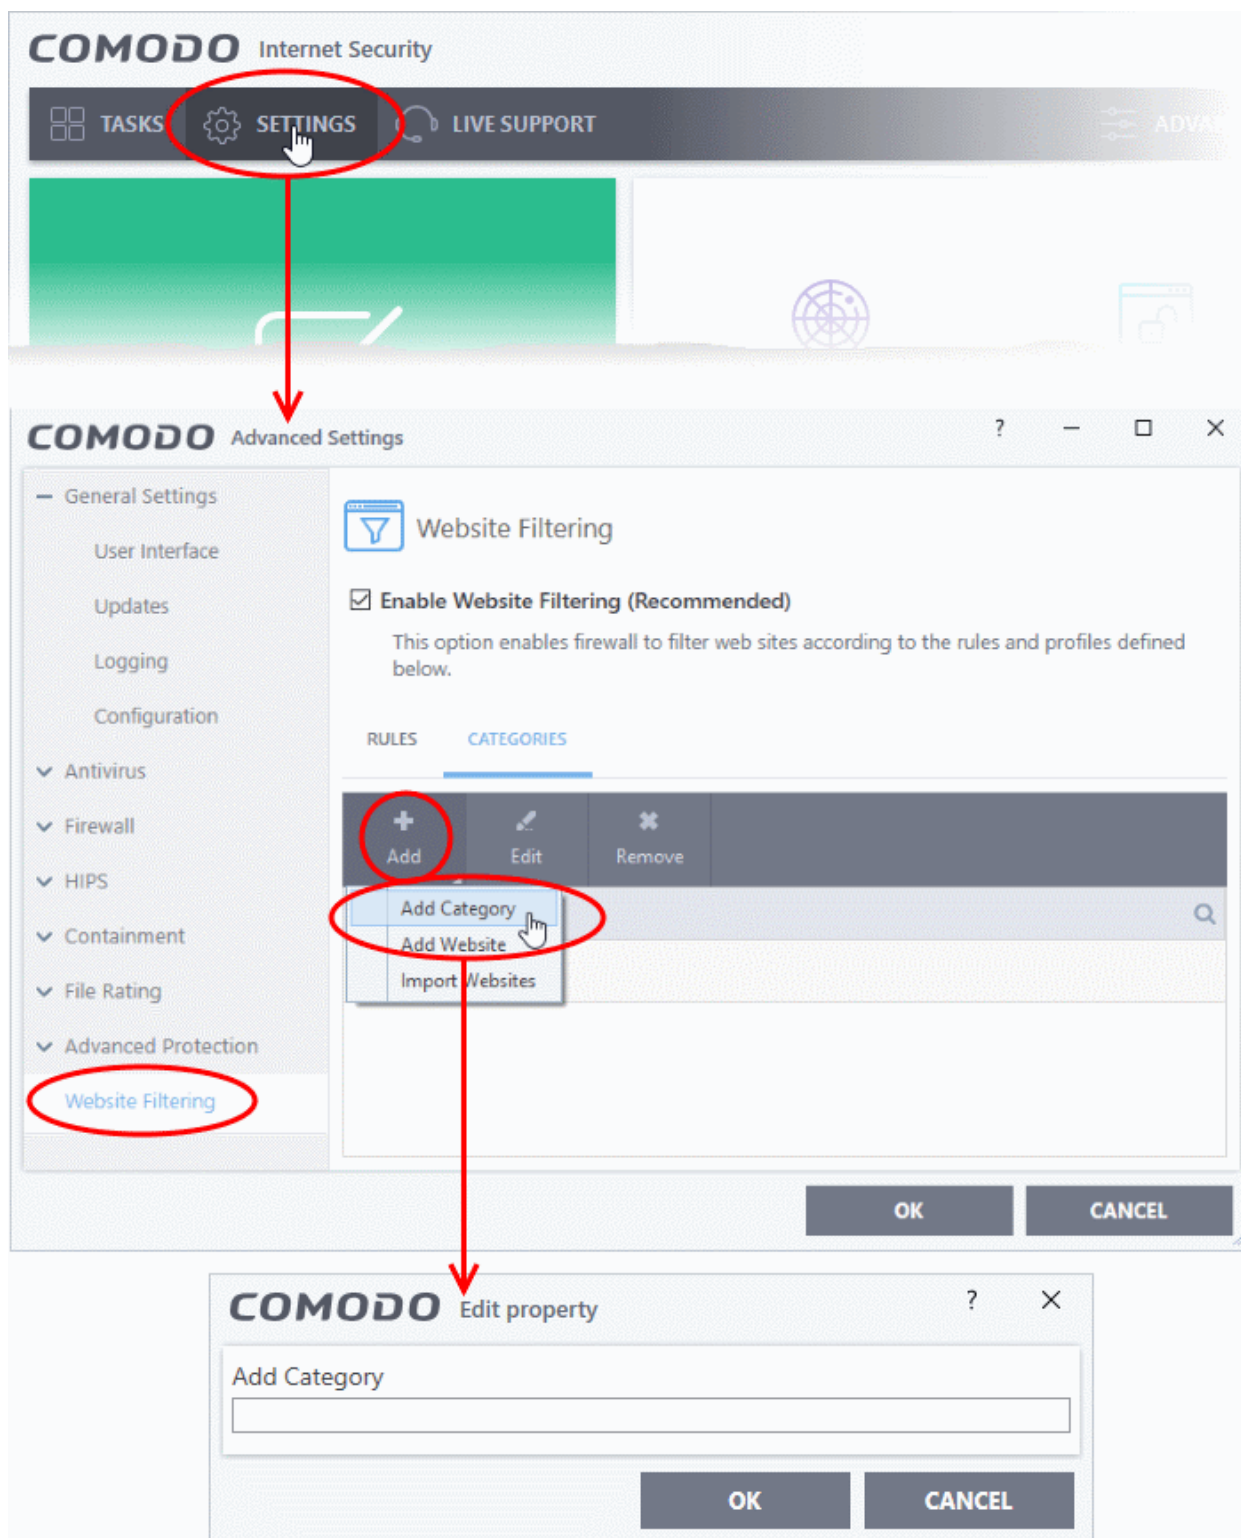 COMODO Internet Security
TASKS SETTINGS LIVE SUPPORT
COMODO Advanced Settings ?
General Settings
User Interface
Updates
Logging
Configuration
Antivirus
Firewall
HIPS
Containment
File Rating
Advanced Protection
Website Filtering
Website Filtering
Enable Website Filtering (Recommended)
This option enables firewall to filter web sites according to the rules and profiles defined
below.
RULES CATEGORIES
Add Edit Remove
Add Category
Add Website
Import Websites
OK CANCEL
COMODO Edit property ?
Add Category
OK CANCEL